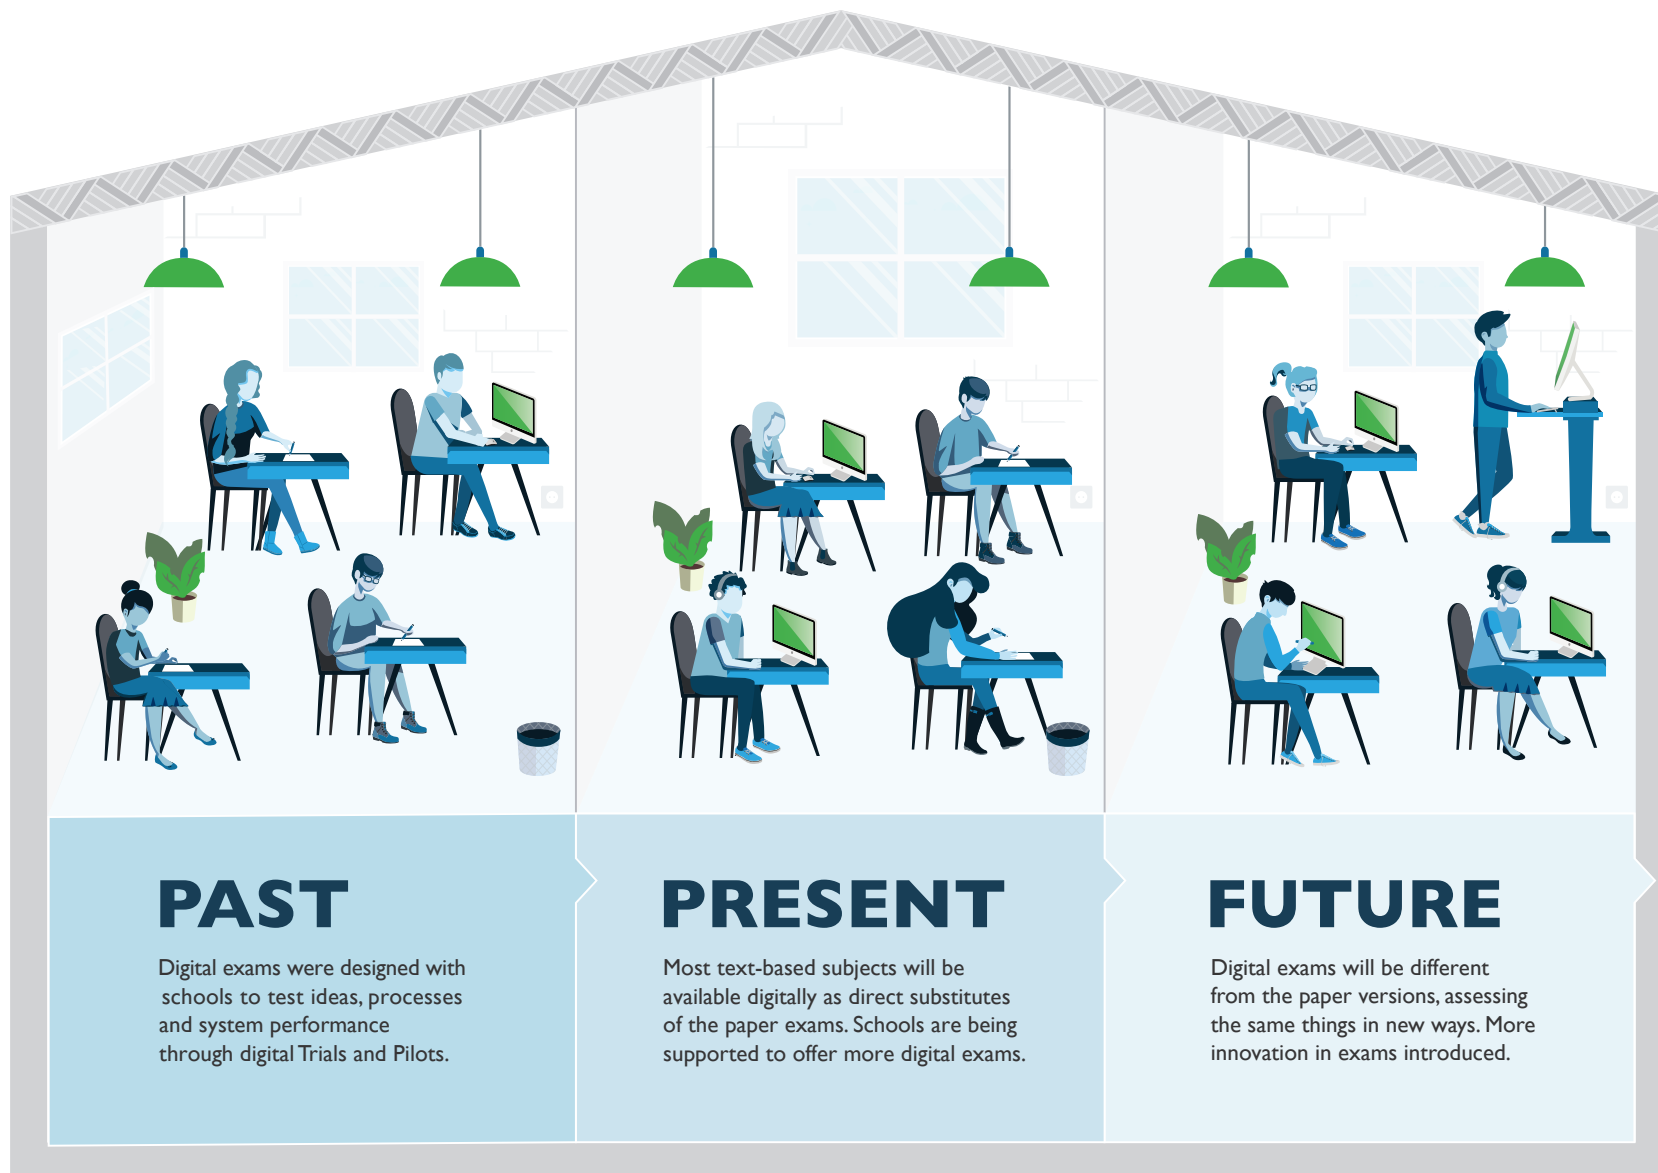 PAST
Digital exams were designed with
schools to test ideas, processes
and system performance
through digital Trials and Pilots.
PRESENT
Most text-based subjects will be
available digitally as direct substitutes
of the paper exams. Schools are being
supported to offer more digital exams.
FUTURE
Digital exams will be different
from the paper versions, assessing
the same things in new ways. More
innovation in exams introduced.